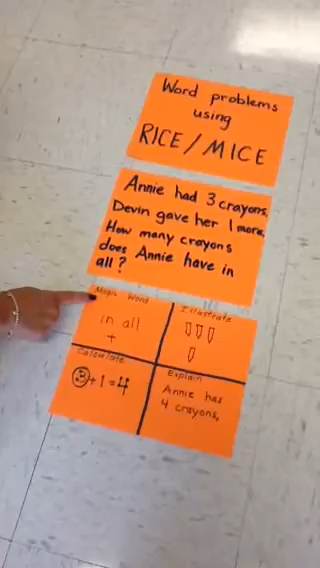 Word problems
using
RICE/MICE
Annie had 3 crayons.
Devin gave her 1 more.
How many crayons
does Annie have in
all?
Magic Word
in all
+
Illustrate
Calculate
3+1=4
Explain
Annie has
4 crayons.